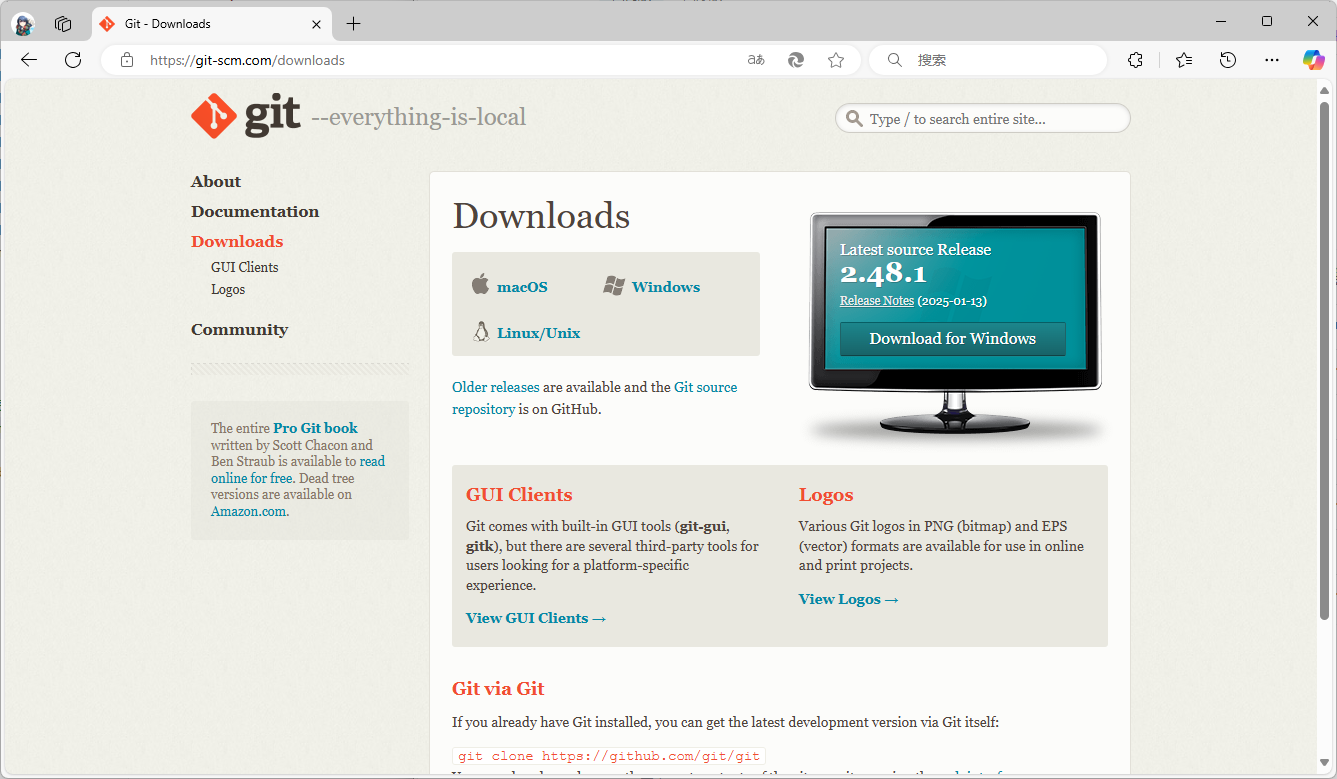 Git - Downloads
https://git-scm.com/downloads
搜索
git --everything-is-local
Type / to search entire site...
About
Documentation
Downloads
GUI Clients
Logos
Community
The entire Pro Git book
written by Scott Chacon and
Ben Straub is available to read
online for free. Dead tree
versions are available on
Amazon.com.
Downloads
macOS
Windows
Linux/Unix
Older releases are available and the Git source
repository is on GitHub.
Latest source Release
2.48.1
Release Notes (2025-01-13)
Download for Windows
GUI Clients
Git comes with built-in GUI tools (git-gui,
gitk), but there are several third-party tools for
users looking for a platform-specific
experience.
View GUI Clients →
Logos
Various Git logos in PNG (bitmap) and EPS
(vector) formats are available for use in online
and print projects.
View Logos →
Git via Git
If you already have Git installed, you can get the latest development version via Git itself:
git clone https://github.com/git/git